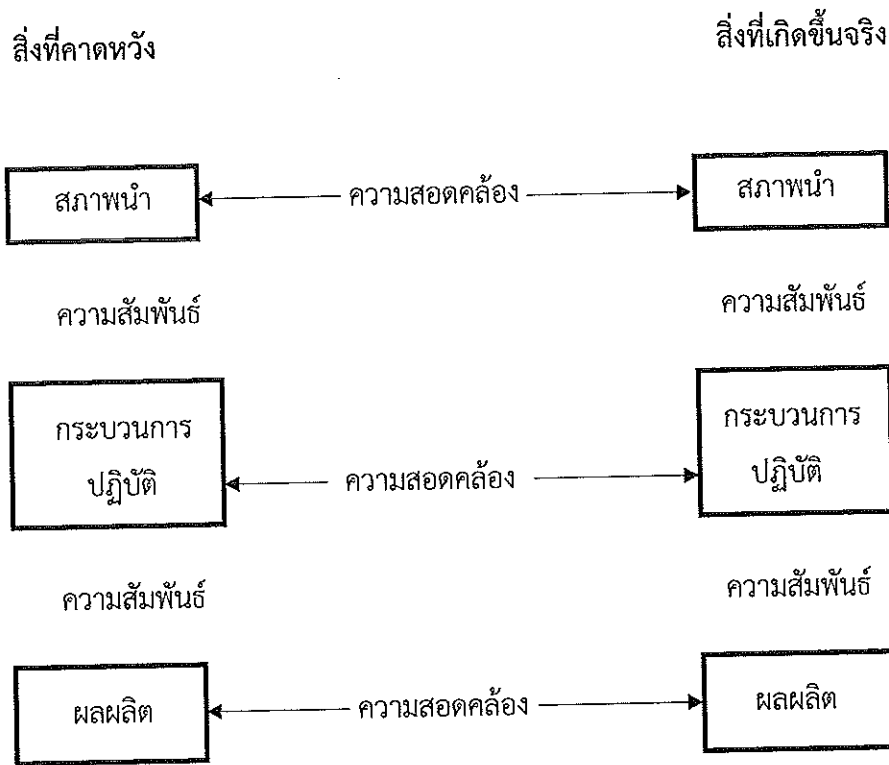 สิ่งที่คาดหวัง
สิ่งที่เกิดขึ้นจริง
สภาพนำ
ความสอดคล้อง
สภาพนำ
ความสัมพันธ์
ความสัมพันธ์
กระบวนการ
ปฏิบัติ
ความสอดคล้อง
กระบวนการ
ปฏิบัติ
ความสัมพันธ์
ความสัมพันธ์
ผลผลิต
ความสอดคล้อง
ผลผลิต